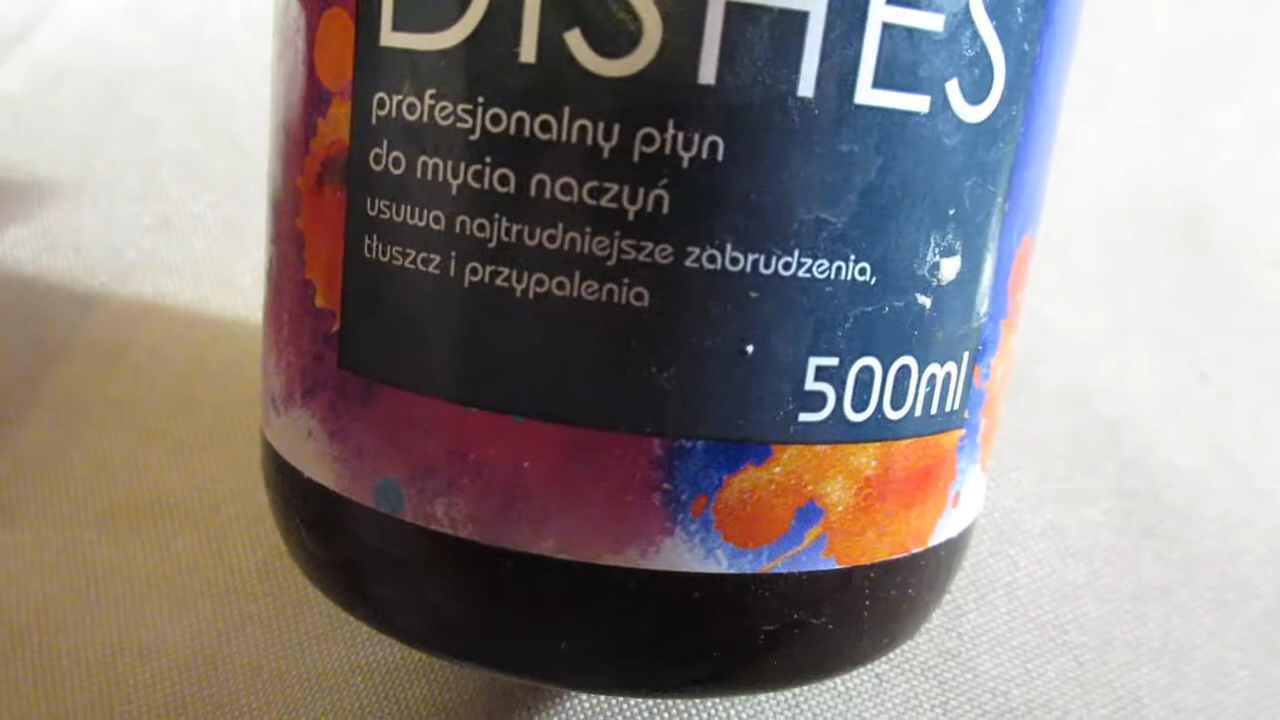 DISHES
profesjonalny płyn
do mycia naczyń
usuwa najtrudniejsze zabrudzenia,
tłuszcz i przypalenia
500ml